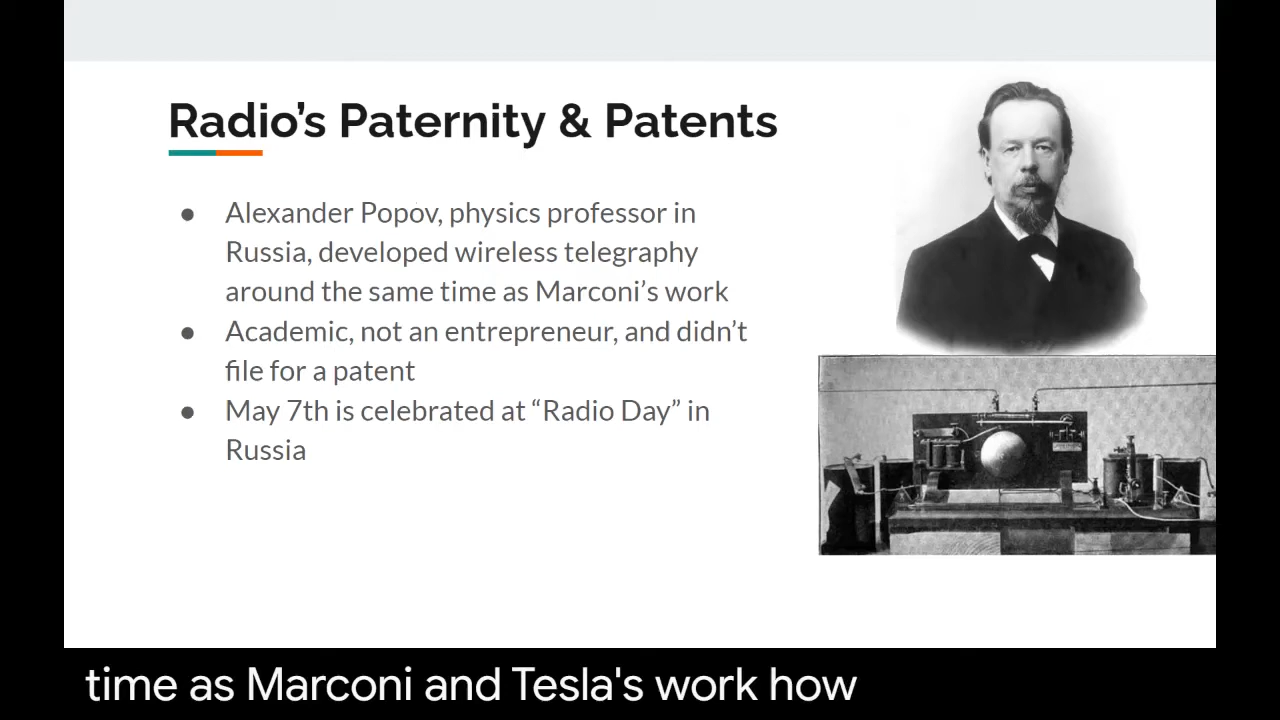 Radio’s Paternity & Patents
● Alexander Popov, physics professor in
Russia, developed wireless telegraphy
around the same time as Marconi’s work
● Academic, not an entrepreneur, and didn’t
file for a patent
● May 7th is celebrated at “Radio Day” in
Russia
time as Marconi and Tesla's work how